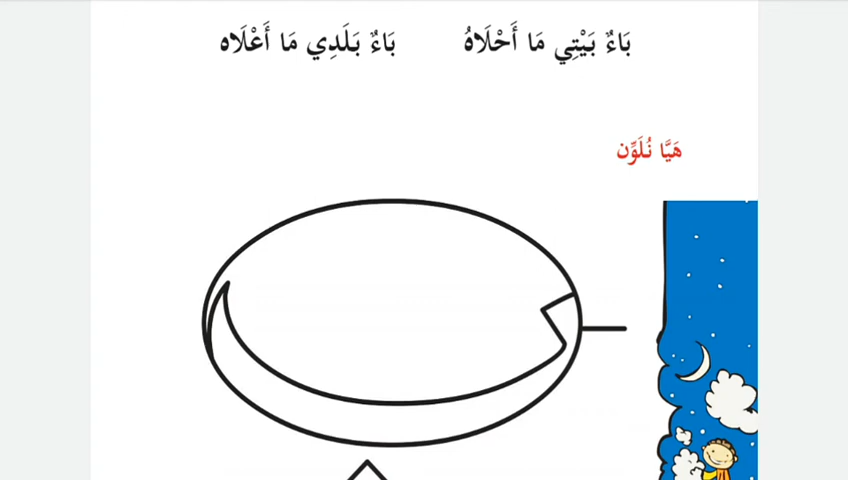 بَاءٌ بَيْتِي مَا أَحْلَاهُ بَاءٌ بَلَدِي مَا أَعْلَاه
هَيَّا نُلَوِّن